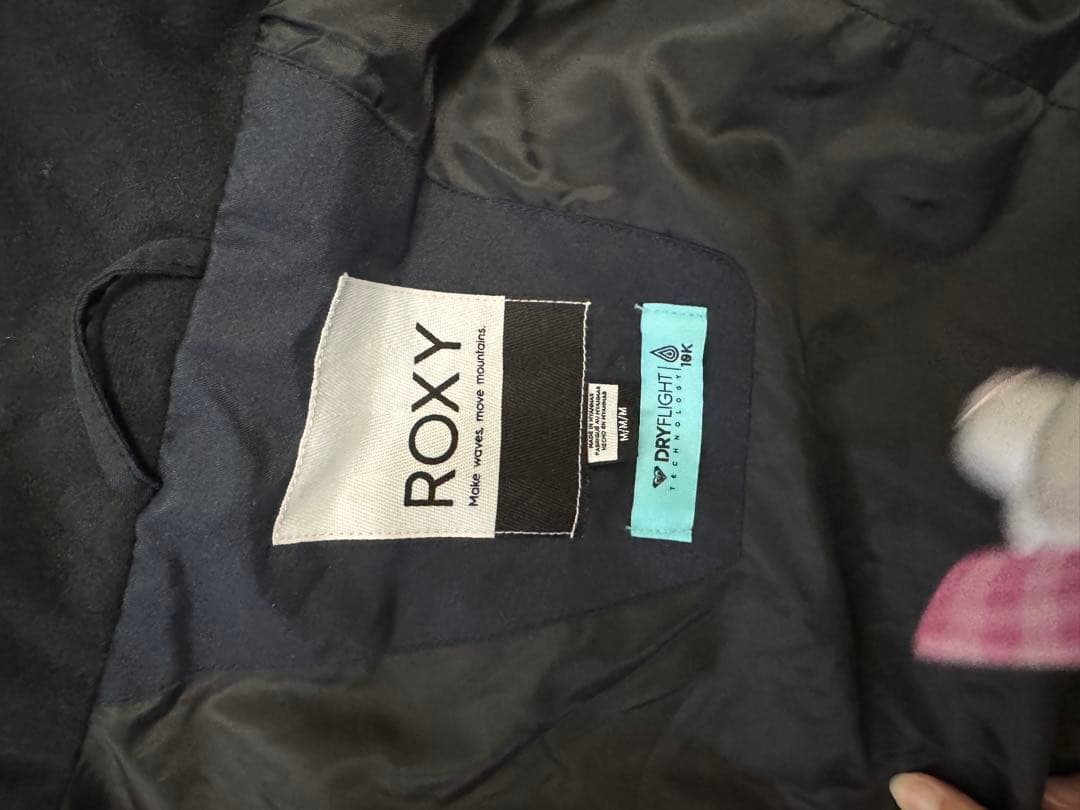 ROXY
Make waves, move mountains.
MADE IN MYANMAR
FABRIQUÉ AU MYANMAR
HECHO EN MYANMAR
M/M/M
DRYFLIGHT
TECHNOLOGY
10K